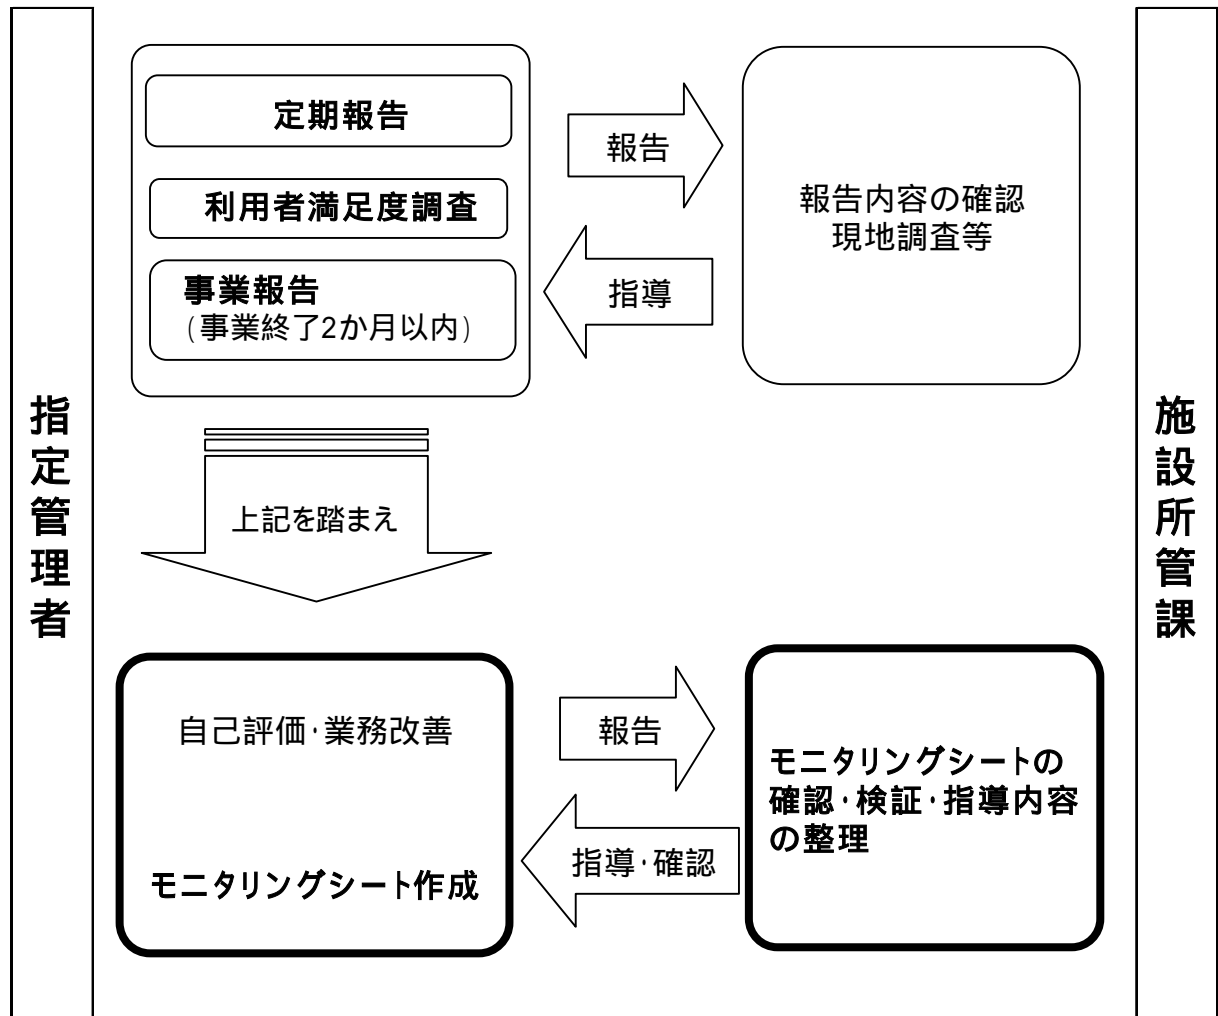 指定管理者
定期報告
利用者満足度調査
事業報告
（事業終了2か月以内）
報告
指導
報告内容の確認
現地調査等
上記を踏まえ
自己評価・業務改善
モニタリングシート作成
報告
指導・確認
モニタリングシートの
確認・検証・指導内容
の整理
施設所管課